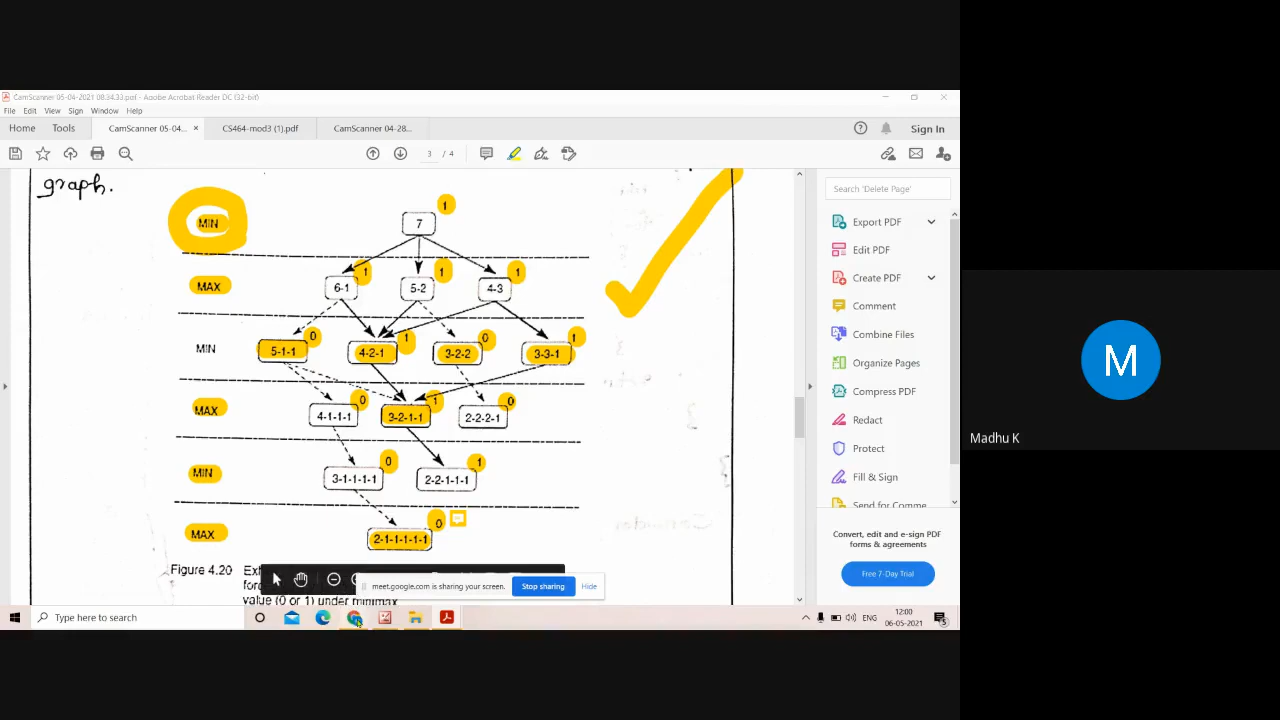 CamScanner 05-04-2021 08.34.33.pdf - Adobe Acrobat Reader DC (32-bit)
File Edit View Sign Window Help
Home Tools CamScanner 05-04... × CS464-mod3 (1).pdf CamScanner 04-28... Sign In
3 / 4
graph.
MIN 7 1
MAX 6-1 1 5-2 1 4-3 1
MIN 5-1-1 0 4-2-1 1 3-2-2 0 3-3-1 1
MAX 4-1-1-1 0 3-2-1-1 1 2-2-2-1 0
MIN 3-1-1-1-1 0 2-2-1-1-1 1
MAX 2-1-1-1-1-1 0
Figure 4.20
value (0 or 1) under minimax
Search 'Delete Page'
Export PDF
Edit PDF
Create PDF
Comment
Combine Files
Organize Pages
Compress PDF
Redact
Protect
Fill & Sign
Send for Comme
Convert, edit and e-sign PDF
forms & agreements
Free 7-Day Trial
meet.google.com is sharing your screen. Stop sharing Hide
Type here to search
ENG
12:00
06-05-2021
5
M
Madhu K